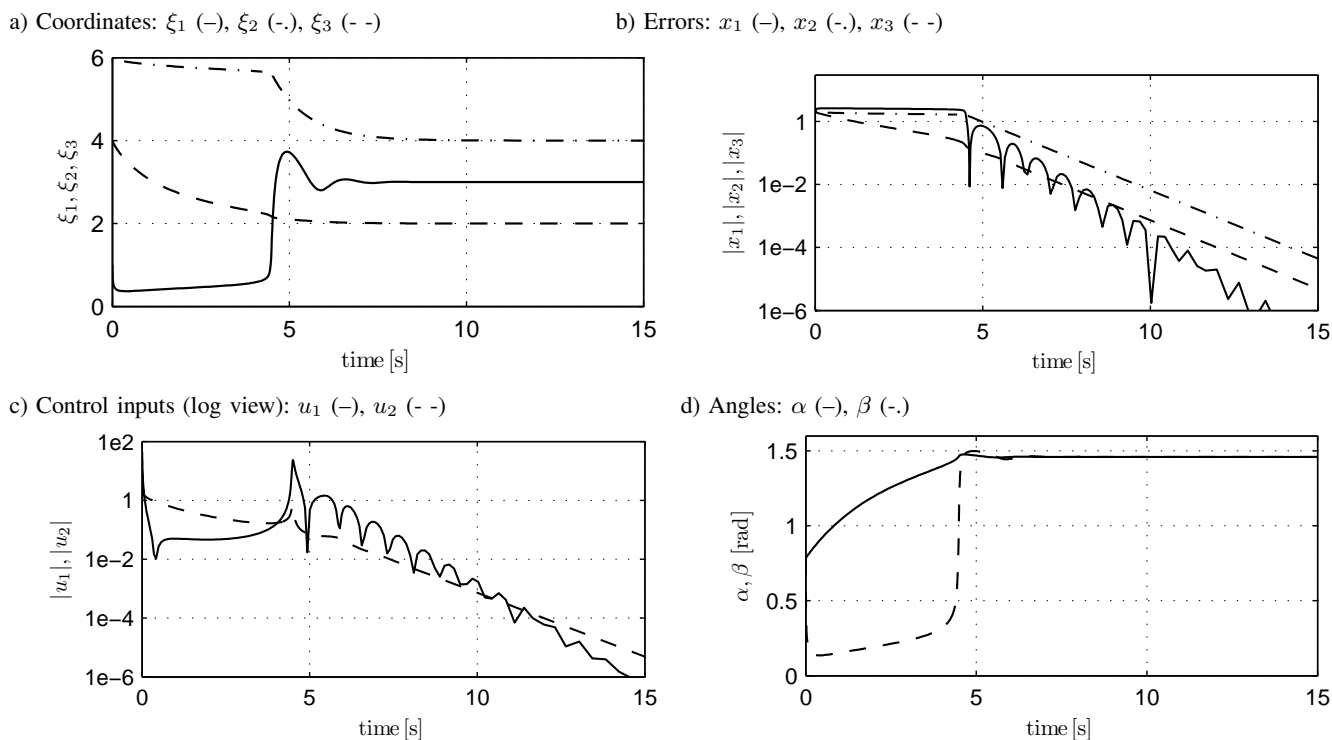 a) Coordinates: ξ₁ (–), ξ₂ (-.), ξ₃ (- -)
6
4
2
0
ξ₁, ξ₂, ξ₃
0 5 10 15
time [s]
b) Errors: x₁ (–), x₂ (-.), x₃ (- -)
1
1e−2
1e−4
1e−6
|x₁|, |x₂|, |x₃|
0 5 10 15
time [s]
c) Control inputs (log view): u₁ (–), u₂ (- -)
1e2
1
1e−2
1e−4
1e−6
|u₁|, |u₂|
0 5 10 15
time [s]
d) Angles: α (–), β (-.)
1.5
1
0.5
0
α, β [rad]
0 5 10 15
time [s]